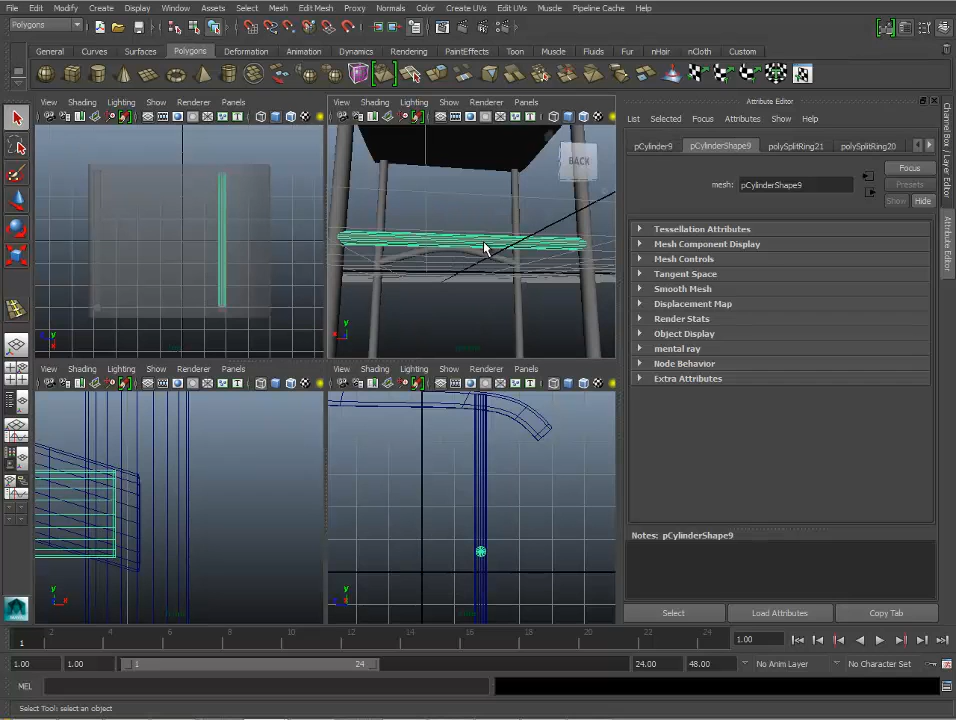 File Edit Modify Create Display Window Assets Select Mesh Edit Mesh Proxy Normals Color Create UVs Edit UVs Muscle Pipeline Cache Help
Polygons
General Curves Surfaces Polygons Deformation Animation Dynamics Rendering PaintEffects Toon Muscle Fluids Fur nHair nCloth Custom
View Shading Lighting Show Renderer Panels
View Shading Lighting Show Renderer Panels
BACK
View Shading Lighting Show Renderer Panels
View Shading Lighting Show Renderer Panels
Attribute Editor
List Selected Focus Attributes Show Help
pCylinder9 pCylinderShape9 polySplitRing21 polySplitRing20
mesh: pCylinderShape9
Focus
Presets
Show Hide
Tessellation Attributes
Mesh Component Display
Mesh Controls
Tangent Space
Smooth Mesh
Displacement Map
Render Stats
Object Display
mental ray
Node Behavior
Extra Attributes
Notes: pCylinderShape9
Select Load Attributes Copy Tab
Channel Box / Layer Editor
Attribute Editor
1 2 4 6 8 10 12 14 16 18 20 22 24 1.00
1.00 1.00 1 24 24.00 48.00 No Anim Layer No Character Set
MEL
Select Tool: select an object